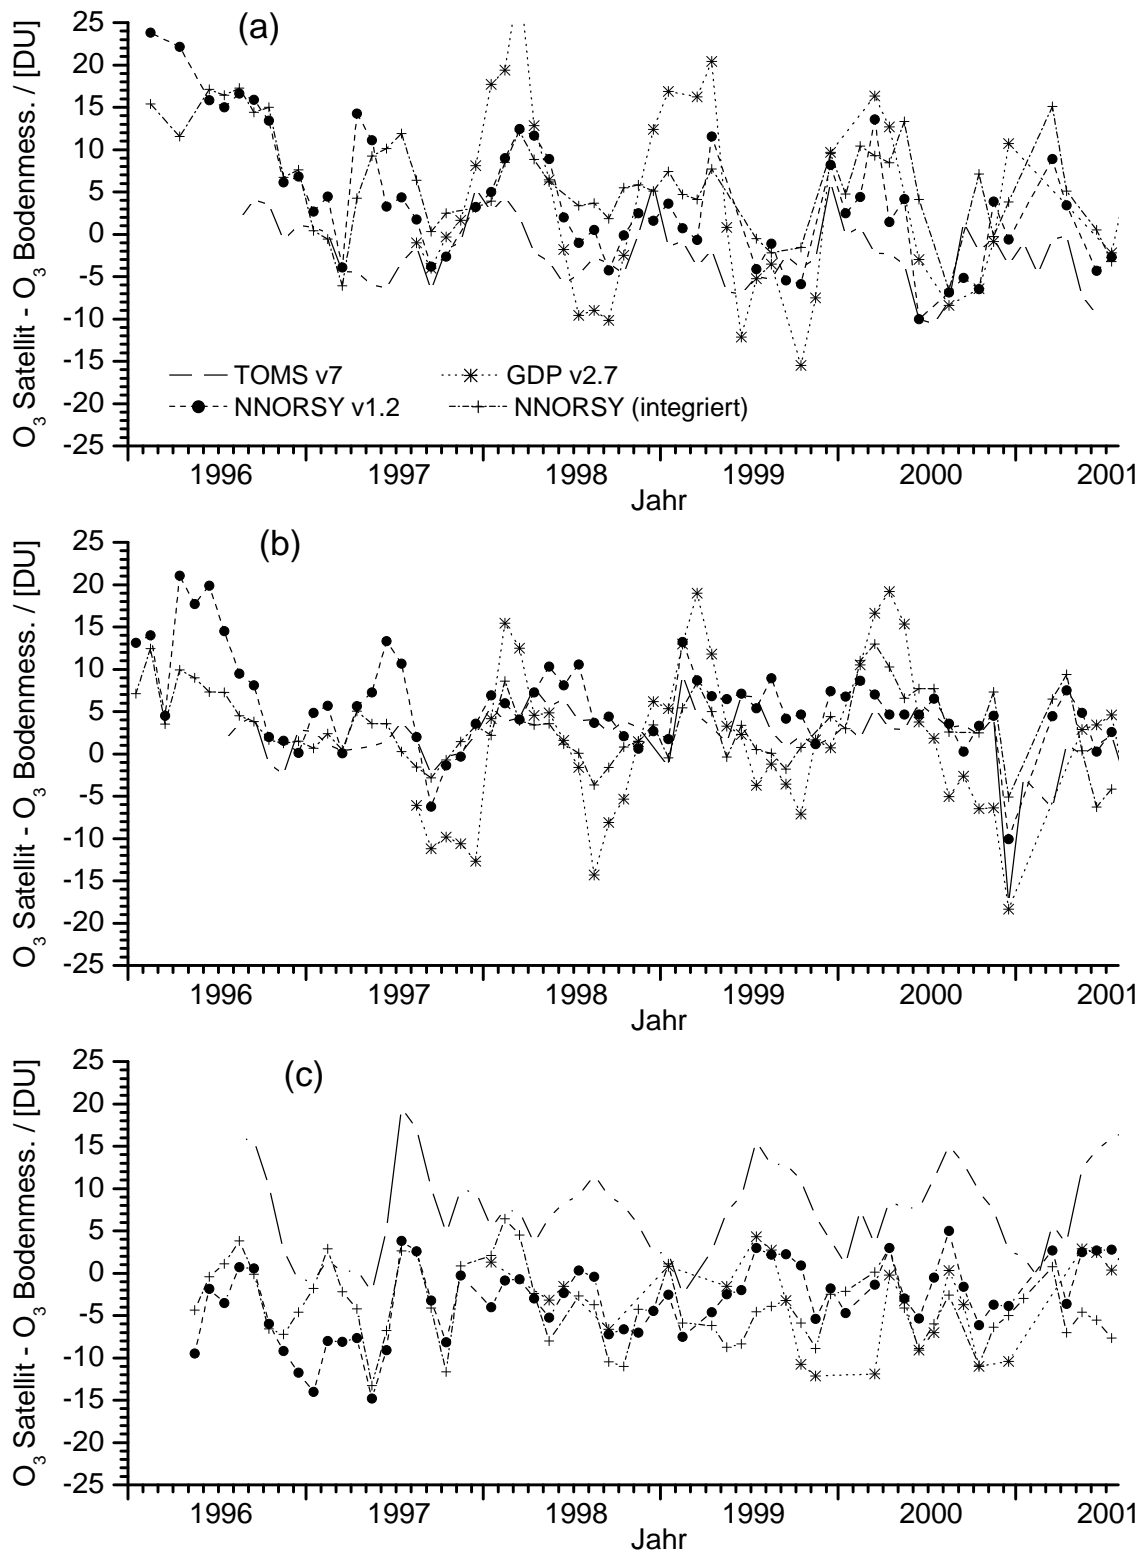 (a)
O3 Satellit - O3 Bodenmess. / [DU]
25
20
15
10
5
0
-5
-10
-15
-20
-25
TOMS v7 GDP v2.7
NNORSY v1.2 NNORSY (integriert)
1996 1997 1998 1999 2000 2001
Jahr
(b)
O3 Satellit - O3 Bodenmess. / [DU]
25
20
15
10
5
0
-5
-10
-15
-20
-25
1996 1997 1998 1999 2000 2001
Jahr
(c)
O3 Satellit - O3 Bodenmess. / [DU]
25
20
15
10
5
0
-5
-10
-15
-20
-25
1996 1997 1998 1999 2000 2001
Jahr